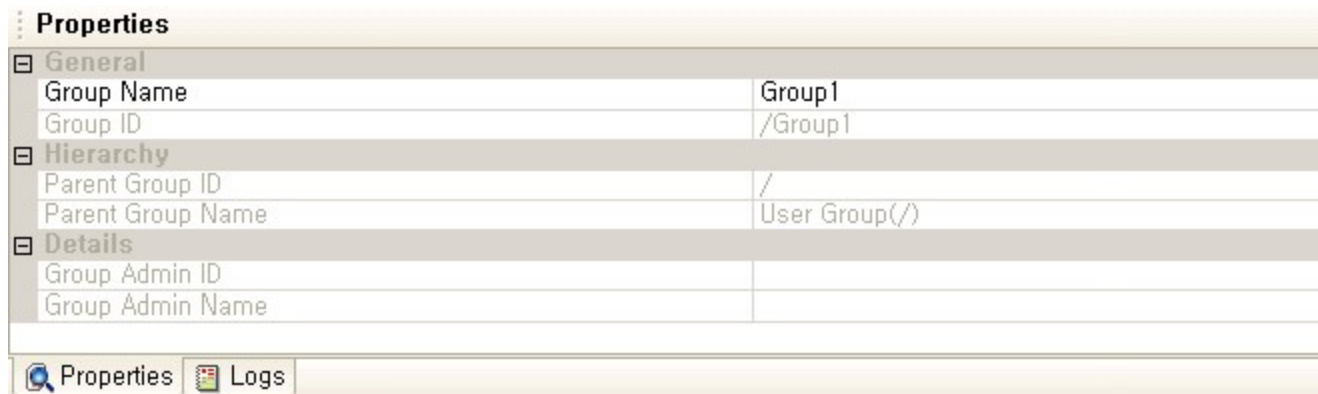 Properties
General
Group Name Group1
Group ID /Group1
Hierarchy
Parent Group ID /
Parent Group Name User Group(/)
Details
Group Admin ID
Group Admin Name
Properties Logs